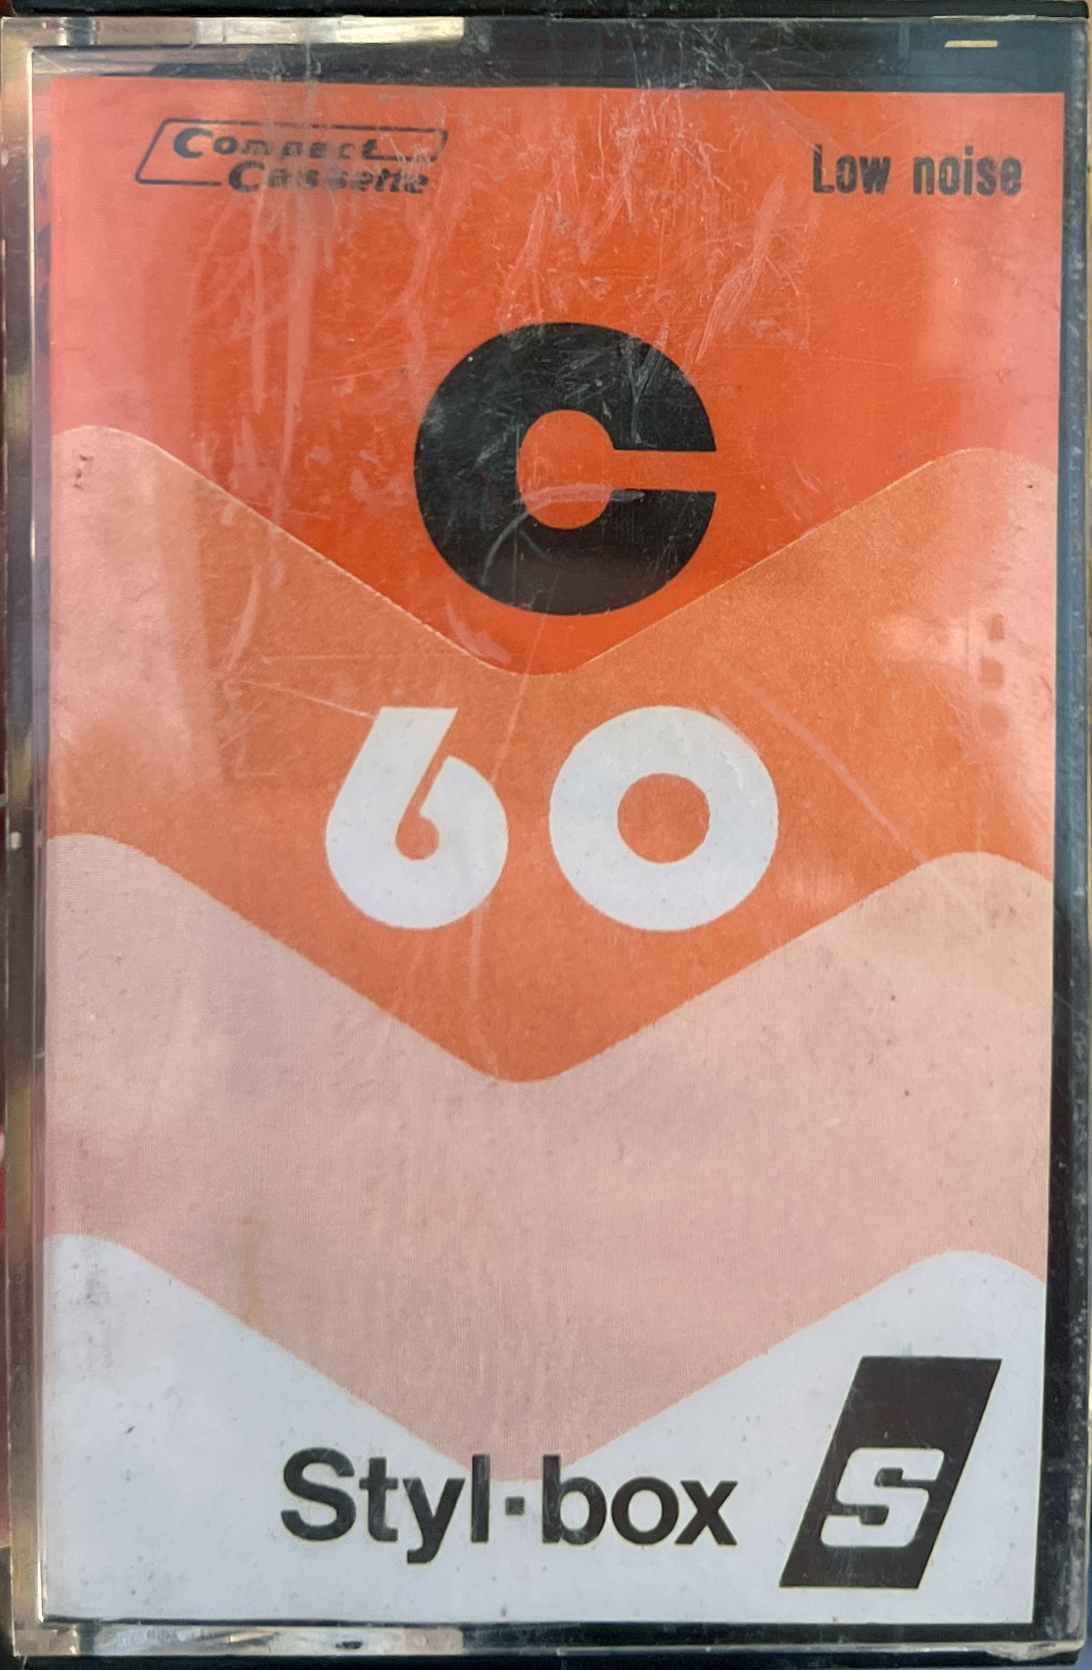 Compact
Cassette
Low noise
C
60
Styl·box
S